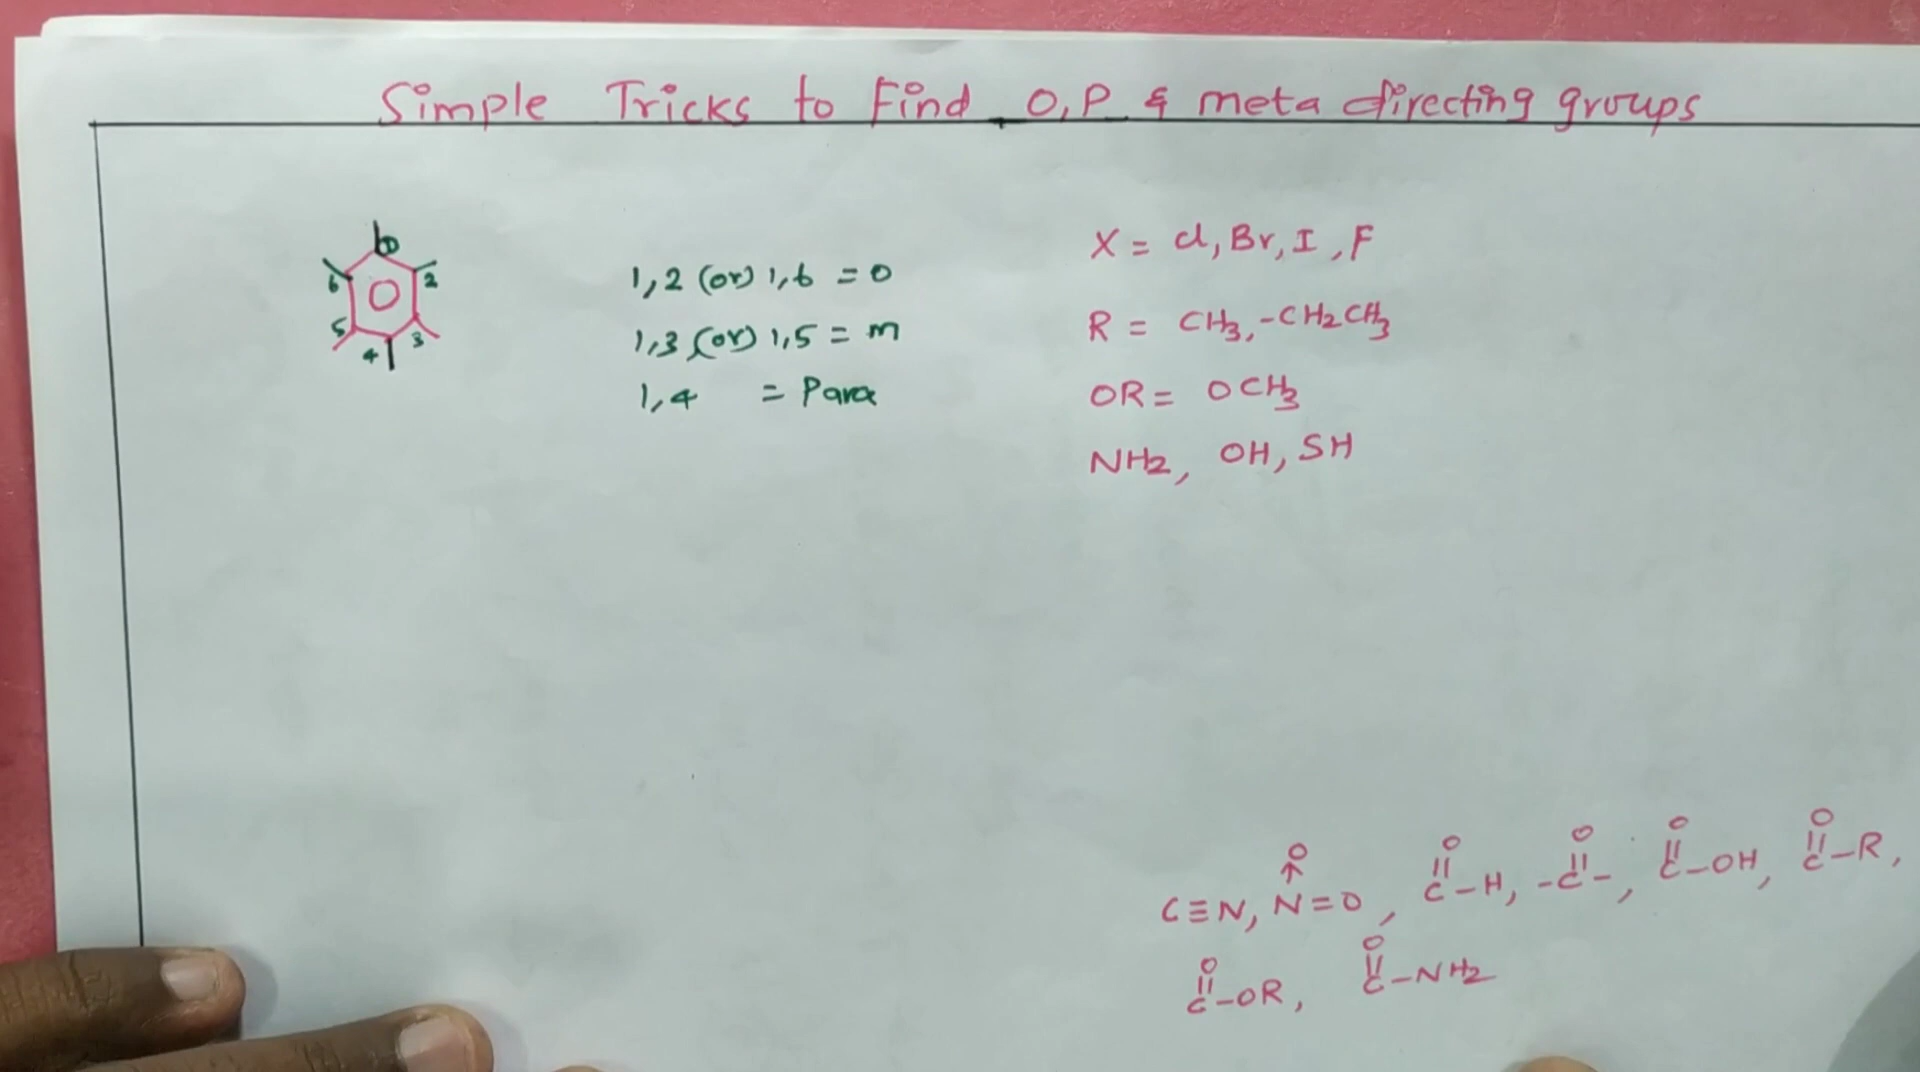 Simple Tricks to Find O,P & meta directing groups
1
6 2
5 3
4
1,2 (or) 1,6 = o
1,3 (or) 1,5 = m
1,4 = Para
X = Cl, Br, I, F
R = CH3, -CH2CH3
OR = OCH3
NH2, OH, SH
O O O O O O
C≡N, N=O, C-H, -C-, C-OH, C-R,
O O
C-OR, C-NH2